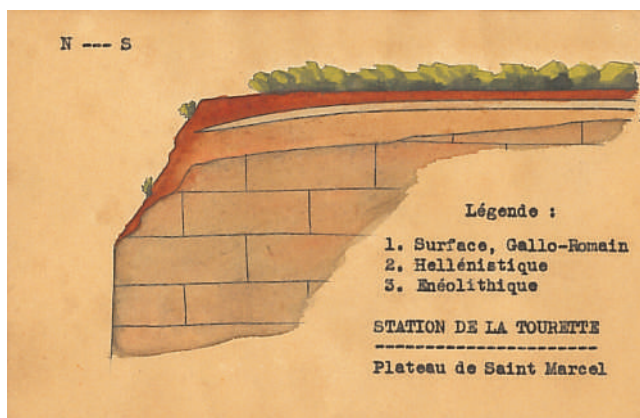 N --- S
Légende :
1. Surface, Gallo-Romain
2. Hellénistique
3. Enéolithique
STATION DE LA TOURETTE
-----------------------
Plateau de Saint Marcel